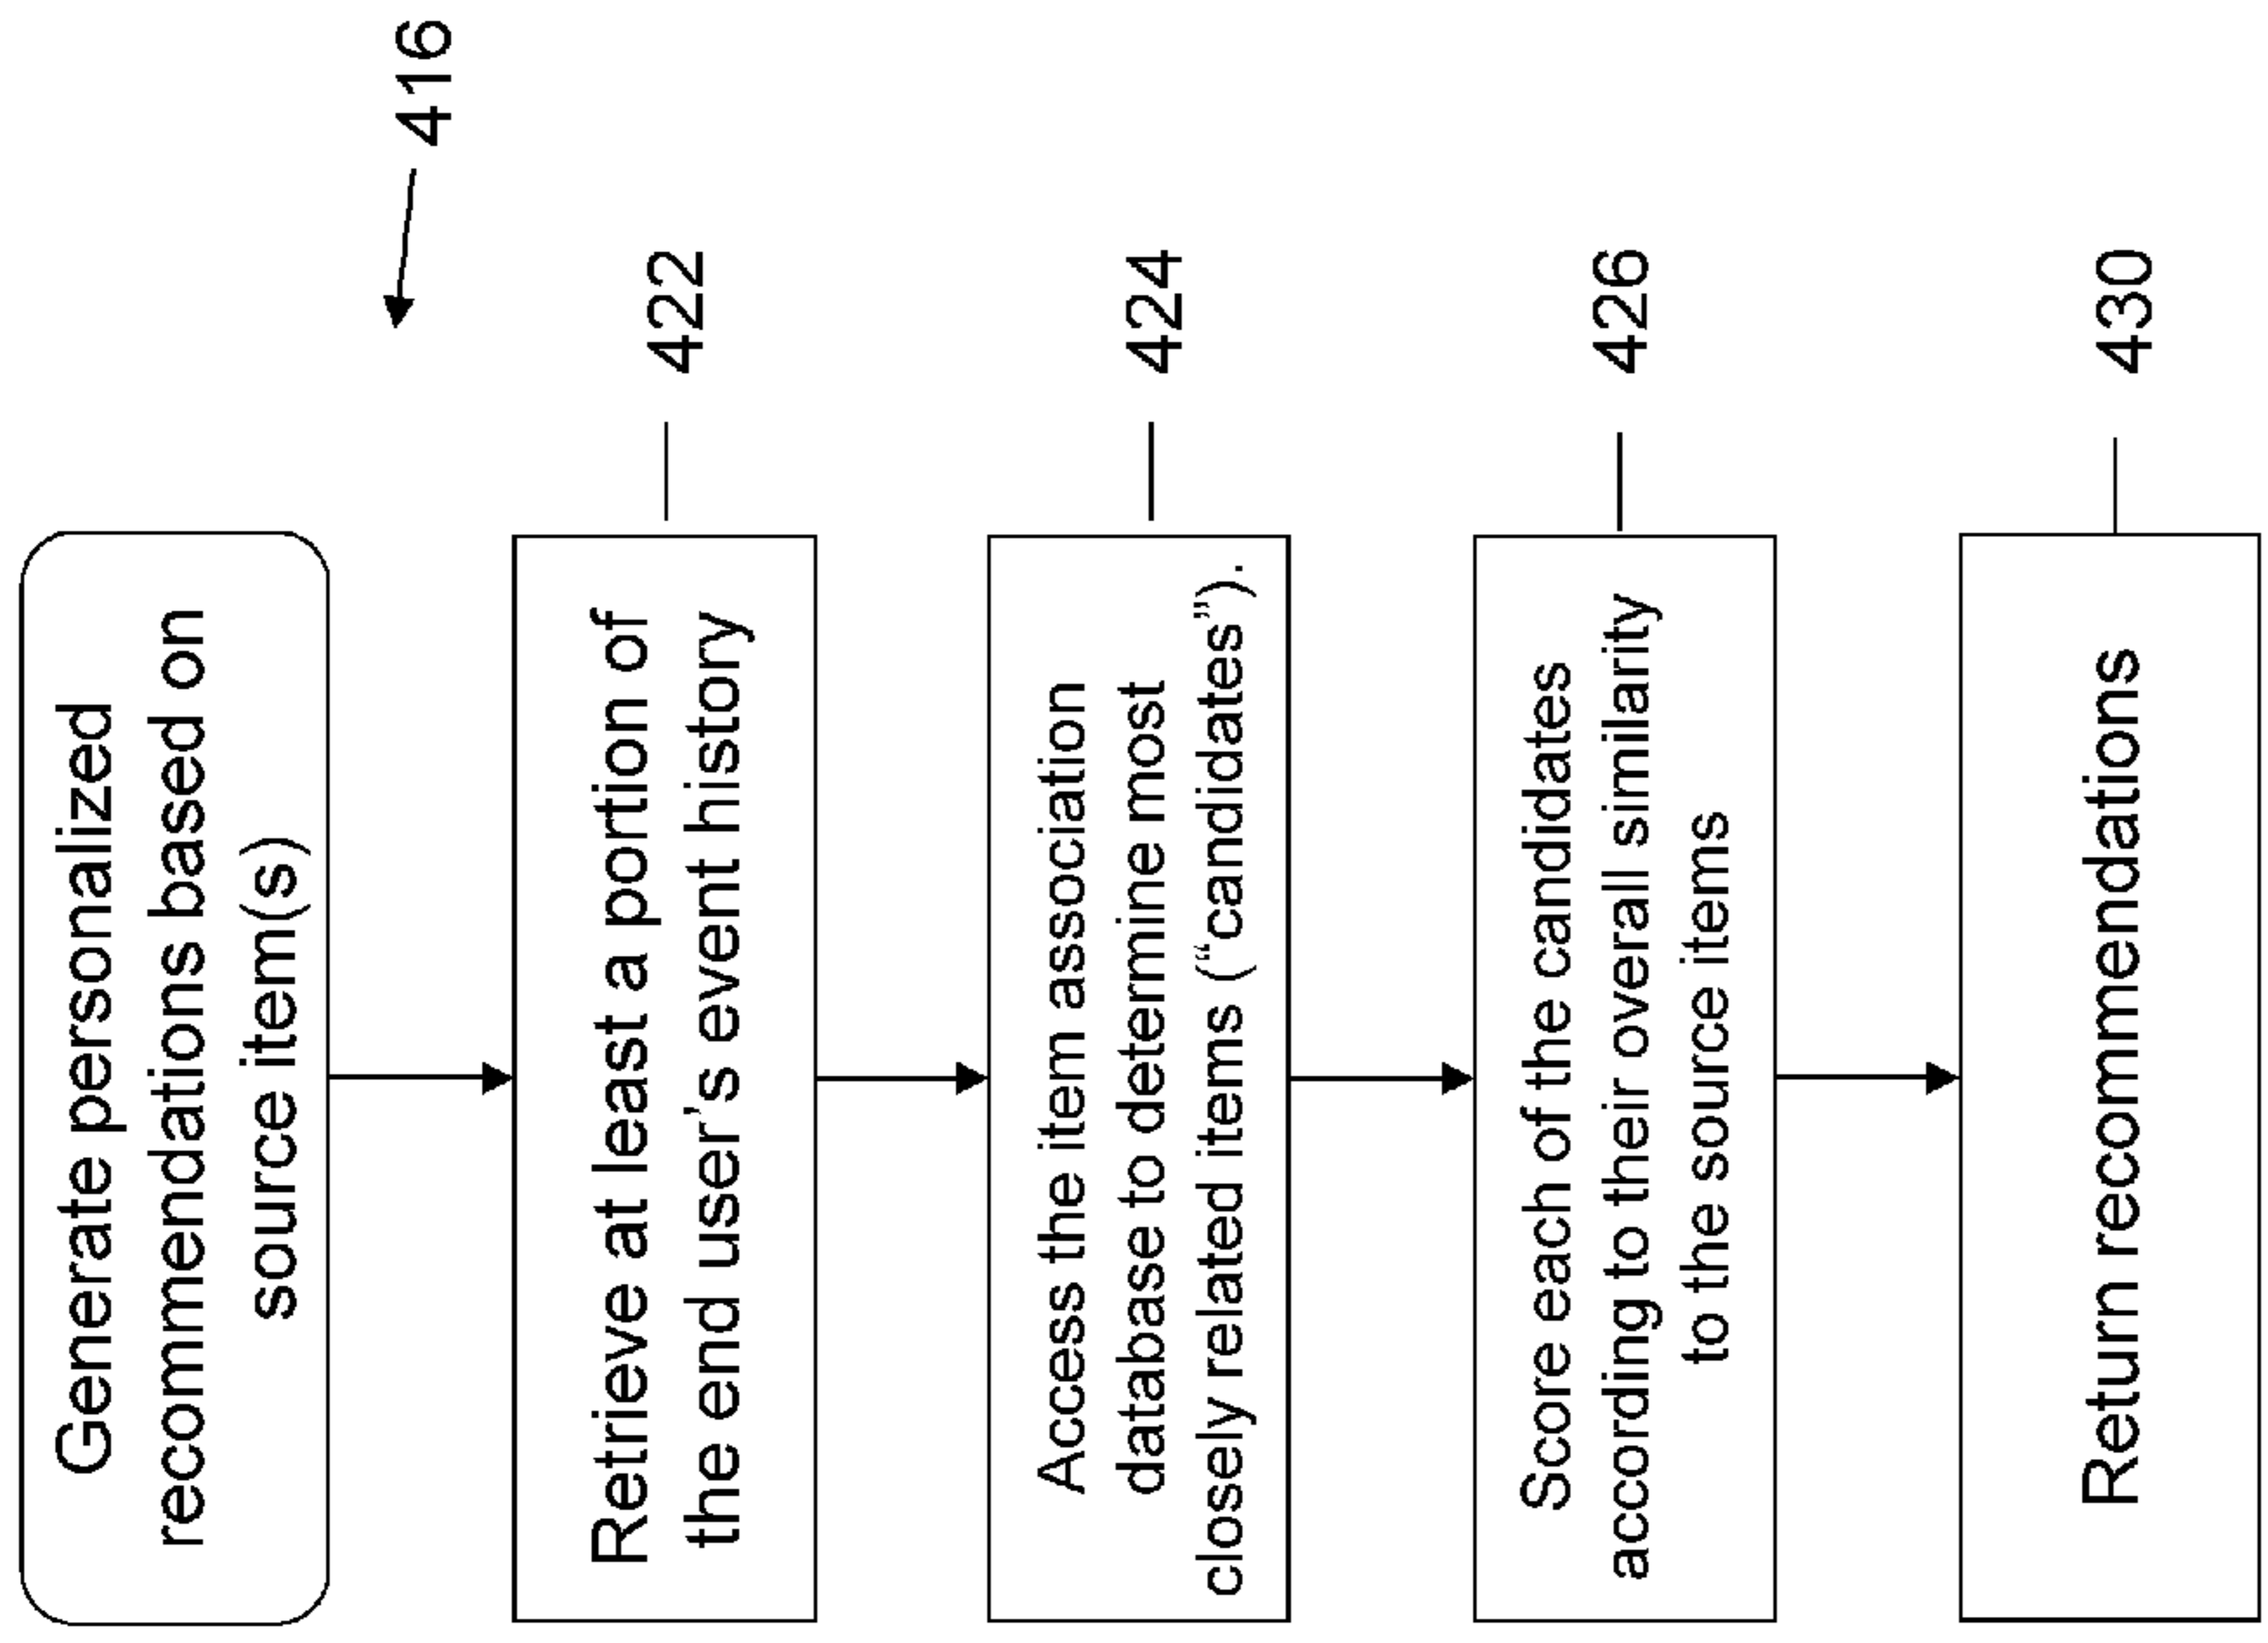 Generate personalized
recommendations based on
source item(s)
416
Retrieve at least a portion of
the end user's event history
422
Access the item association
database to determine most
closely related items (“candidates”).
424
Score each of the candidates
according to their overall similarity
to the source items
426
Return recommendations
430